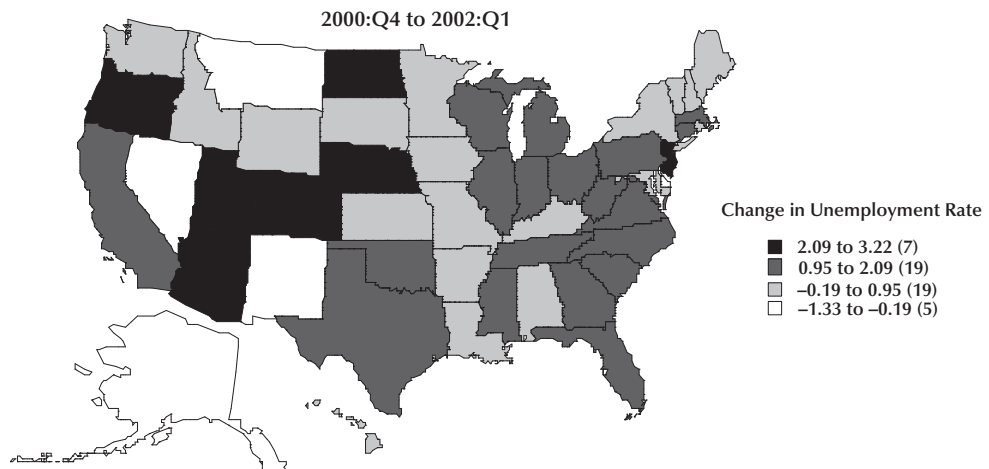 2000:Q4 to 2002:Q1
Change in Unemployment Rate
2.09 to 3.22 (7)
0.95 to 2.09 (19)
–0.19 to 0.95 (19)
–1.33 to –0.19 (5)